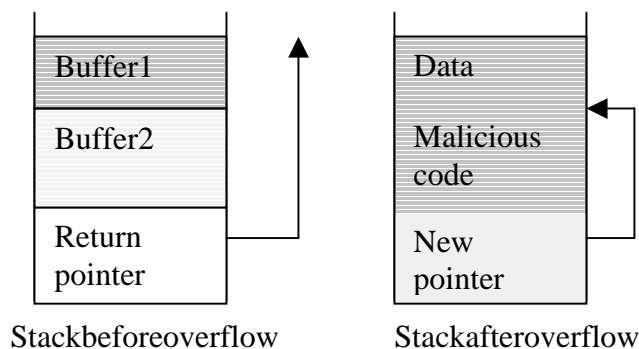 Buffer1
Buffer2
Return
pointer
Stackbeforeoverflow
Data
Malicious
code
New
pointer
Stackafteroverflow